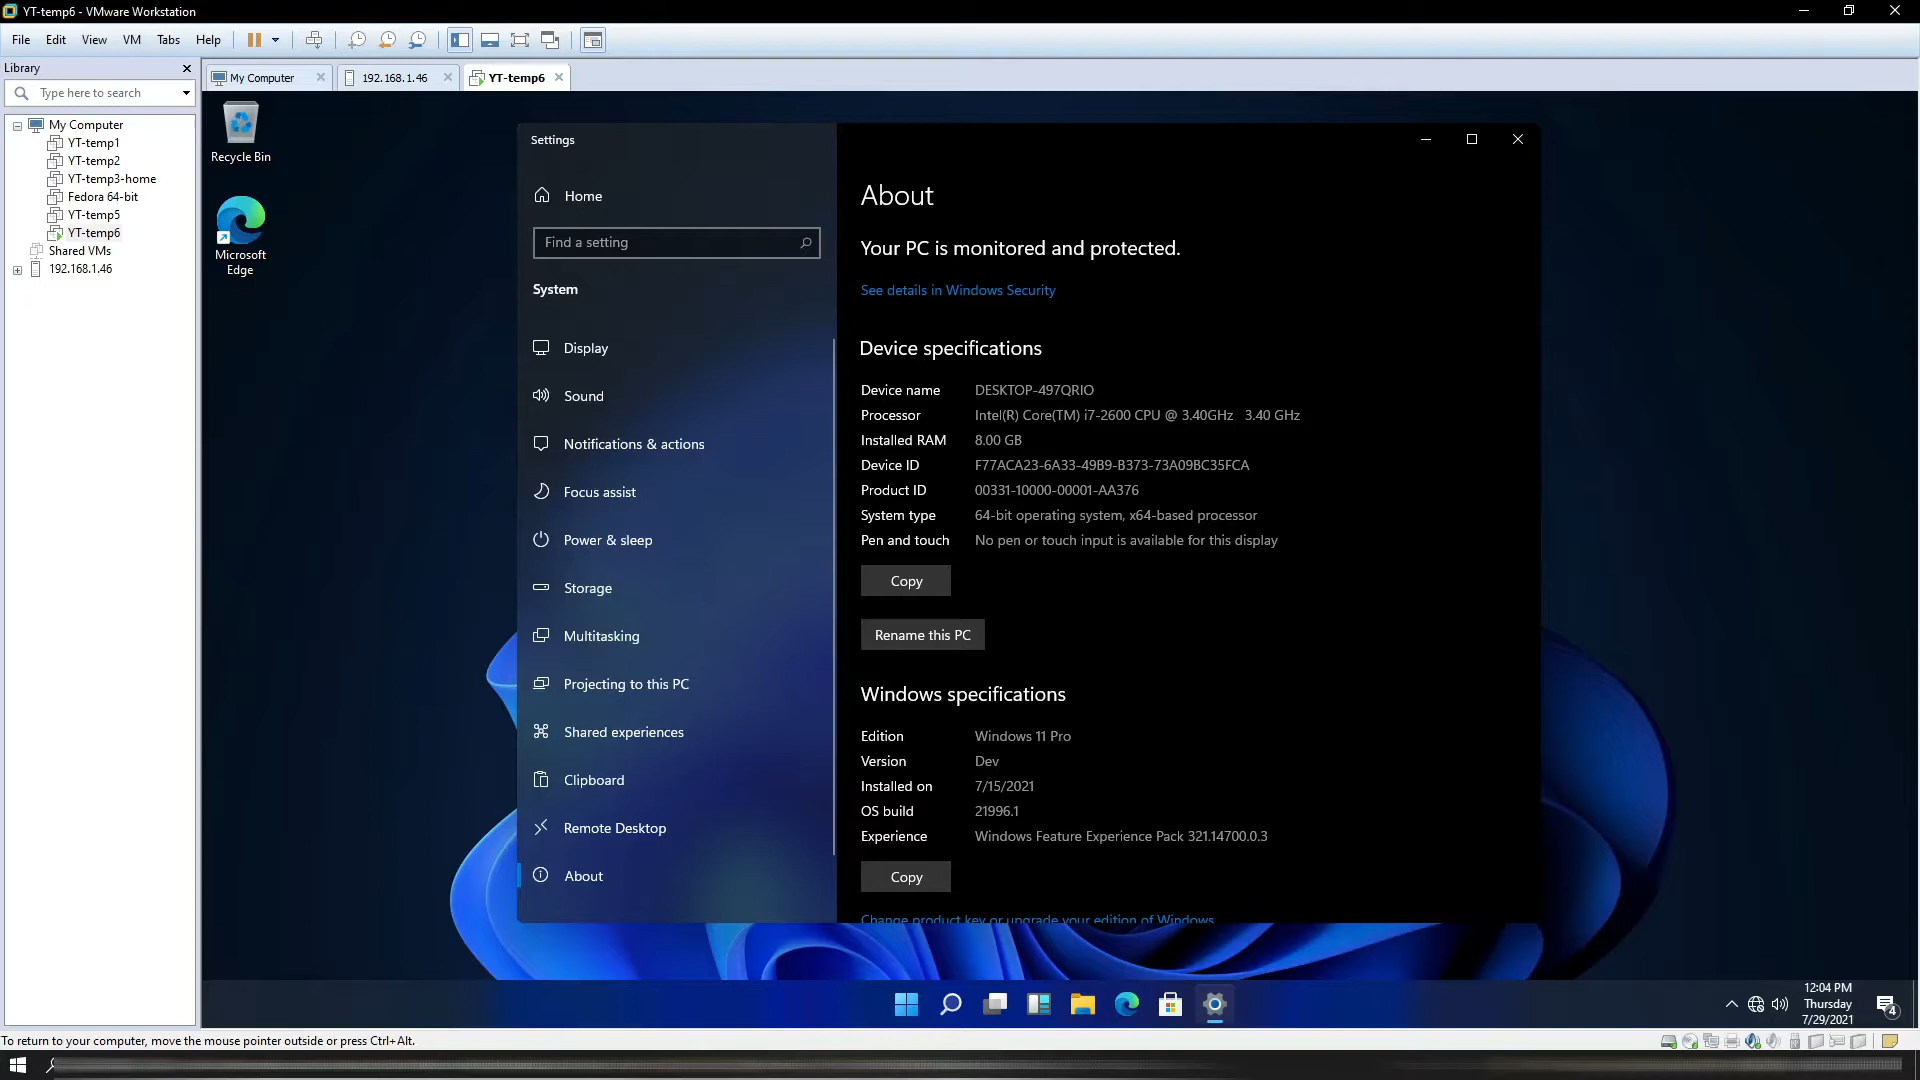 YT-temp6 - VMware Workstation
File Edit View VM Tabs Help
Library
My Computer 192.168.1.46 YT-temp6
Type here to search
My Computer
YT-temp1
YT-temp2
YT-temp3-home
Fedora 64-bit
YT-temp5
YT-temp6
Shared VMs
192.168.1.46
Recycle Bin
Microsoft
Edge
Settings
Home
Find a setting
System
Display
Sound
Notifications & actions
Focus assist
Power & sleep
Storage
Multitasking
Projecting to this PC
Shared experiences
Clipboard
Remote Desktop
About
About
Your PC is monitored and protected.
See details in Windows Security
Device specifications
Device name DESKTOP-497QRIO
Processor Intel(R) Core(TM) i7-2600 CPU @ 3.40GHz 3.40 GHz
Installed RAM 8.00 GB
Device ID F77ACA23-6A33-49B9-B373-73A09BC35FCA
Product ID 00331-10000-00001-AA376
System type 64-bit operating system, x64-based processor
Pen and touch No pen or touch input is available for this display
Copy
Rename this PC
Windows specifications
Edition Windows 11 Pro
Version Dev
Installed on 7/15/2021
OS build 21996.1
Experience Windows Feature Experience Pack 321.14700.0.3
Copy
Change product key or upgrade your edition of Windows
12:04 PM
Thursday
7/29/2021
4
To return to your computer, move the mouse pointer outside or press Ctrl+Alt.